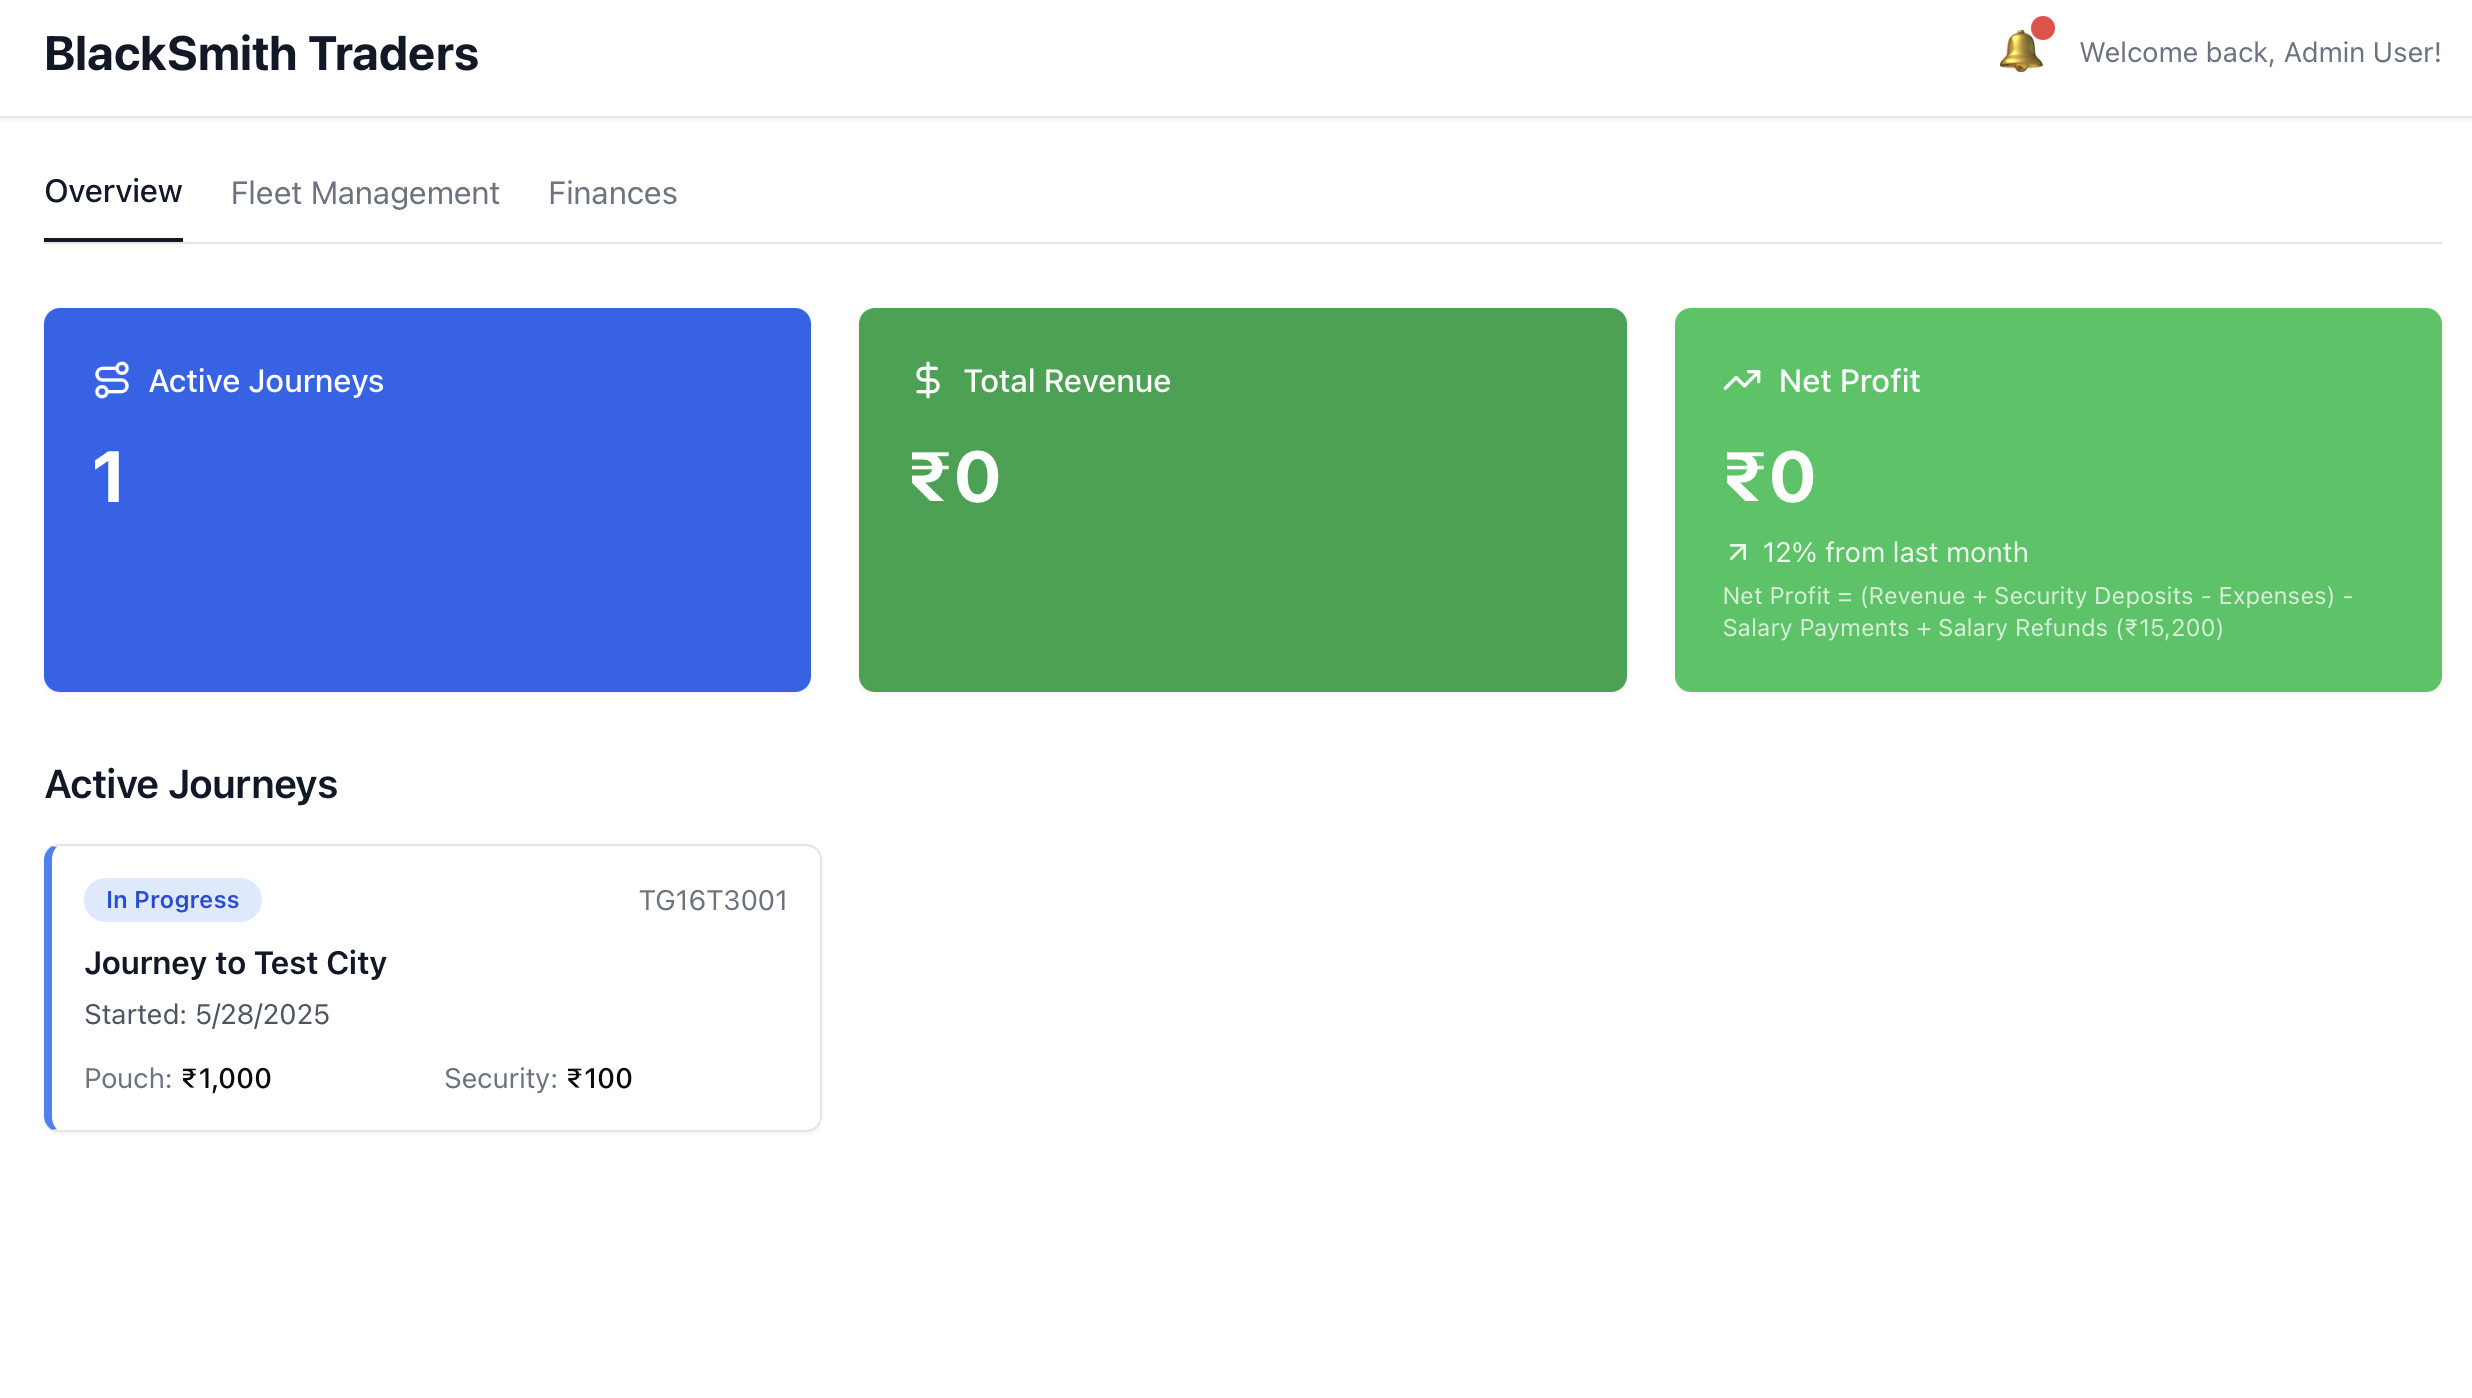 BlackSmith Traders
Welcome back, Admin User!
Overview
Fleet Management
Finances
Active Journeys
1
Total Revenue
₹0
Net Profit
₹0
12% from last month
Net Profit = (Revenue + Security Deposits - Expenses) -
Salary Payments + Salary Refunds (₹15,200)
Active Journeys
In Progress
TG16T3001
Journey to Test City
Started: 5/28/2025
Pouch: ₹1,000
Security: ₹100